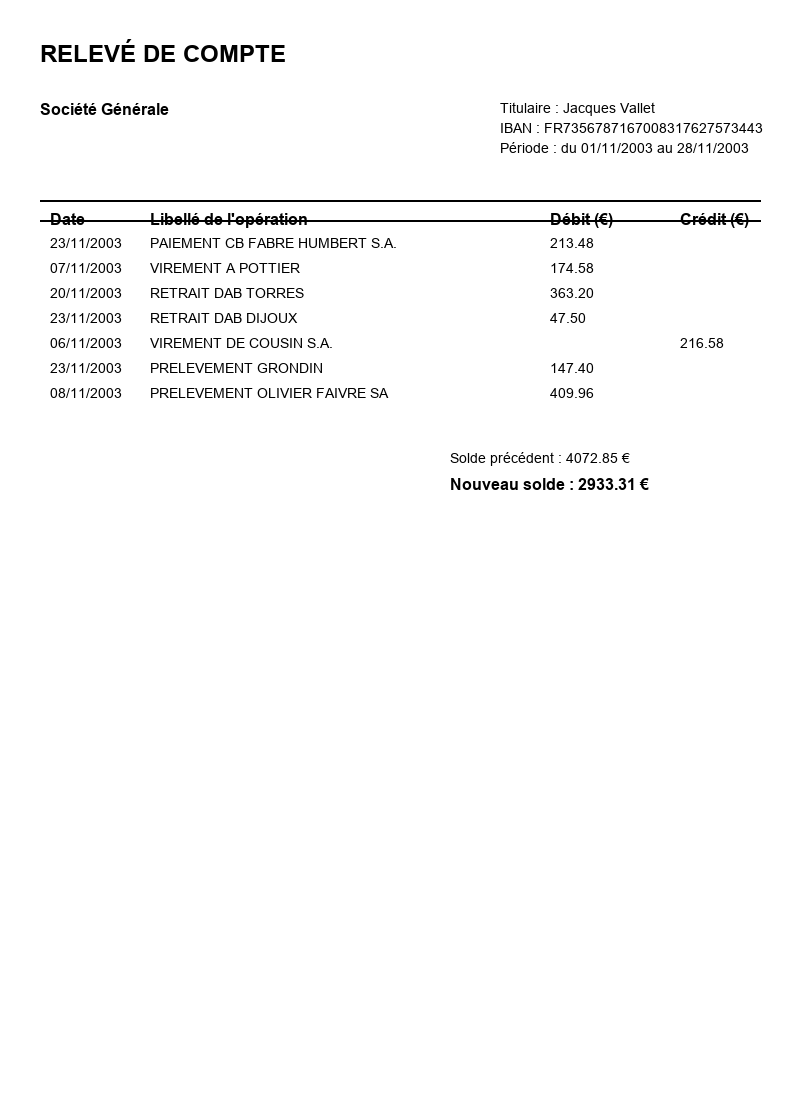 RELEVÉ DE COMPTE
Société Générale
Titulaire : Jacques Vallet
IBAN : FR7356787167008317627573443
Période : du 01/11/2003 au 28/11/2003
Date Libellé de l'opération Débit (€) Crédit (€)
23/11/2003 PAIEMENT CB FABRE HUMBERT S.A. 213.48
07/11/2003 VIREMENT A POTTIER 174.58
20/11/2003 RETRAIT DAB TORRES 363.20
23/11/2003 RETRAIT DAB DIJOUX 47.50
06/11/2003 VIREMENT DE COUSIN S.A. 216.58
23/11/2003 PRELEVEMENT GRONDIN 147.40
08/11/2003 PRELEVEMENT OLIVIER FAIVRE SA 409.96
Solde précédent : 4072.85 €
Nouveau solde : 2933.31 €